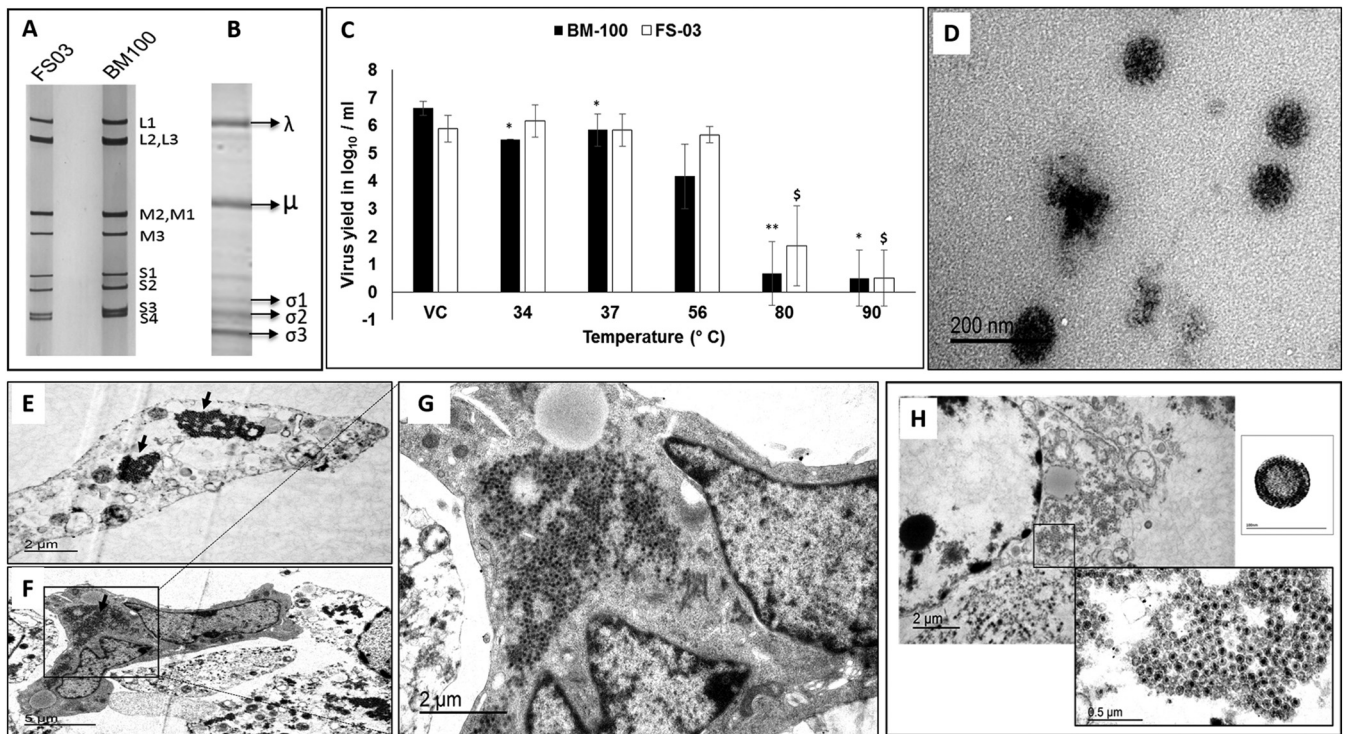 A
B
FS03
BM100
L1
L2,L3
M2,M1
M3
S1
S2
S3
S4
λ
μ
σ1
σ2
σ3
C
BM-100 FS-03
Virus yield in log10 / ml
8
7
6
5
4
3
2
1
0
-1
*
*
**
$
*
$
VC 34 37 56 80 90
Temperature (° C)
D
200 nm
E
2 µm
F
5 µm
G
2 µm
H
2 µm
0.5 µm